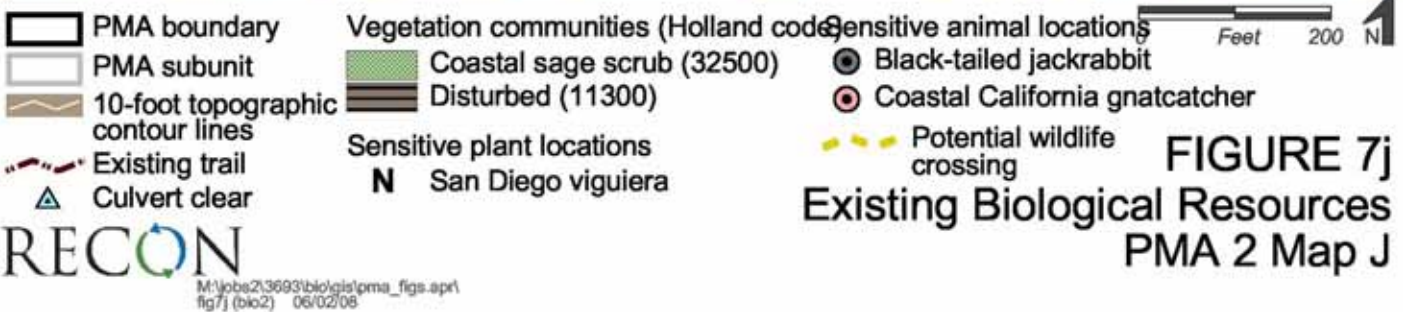 PMA boundary
PMA subunit
10-foot topographic
contour lines
Existing trail
Culvert clear
Vegetation communities (Holland code)
Coastal sage scrub (32500)
Disturbed (11300)
Sensitive plant locations
N San Diego viguiera
Sensitive animal locations
Black-tailed jackrabbit
Coastal California gnatcatcher
Potential wildlife
crossing
0 Feet 200 N
FIGURE 7j
Existing Biological Resources
PMA 2 Map J
RECON
M:\jobs2\3693\bio\gis\pma_figs.apr\
fig7j (bio2) 06/02/08